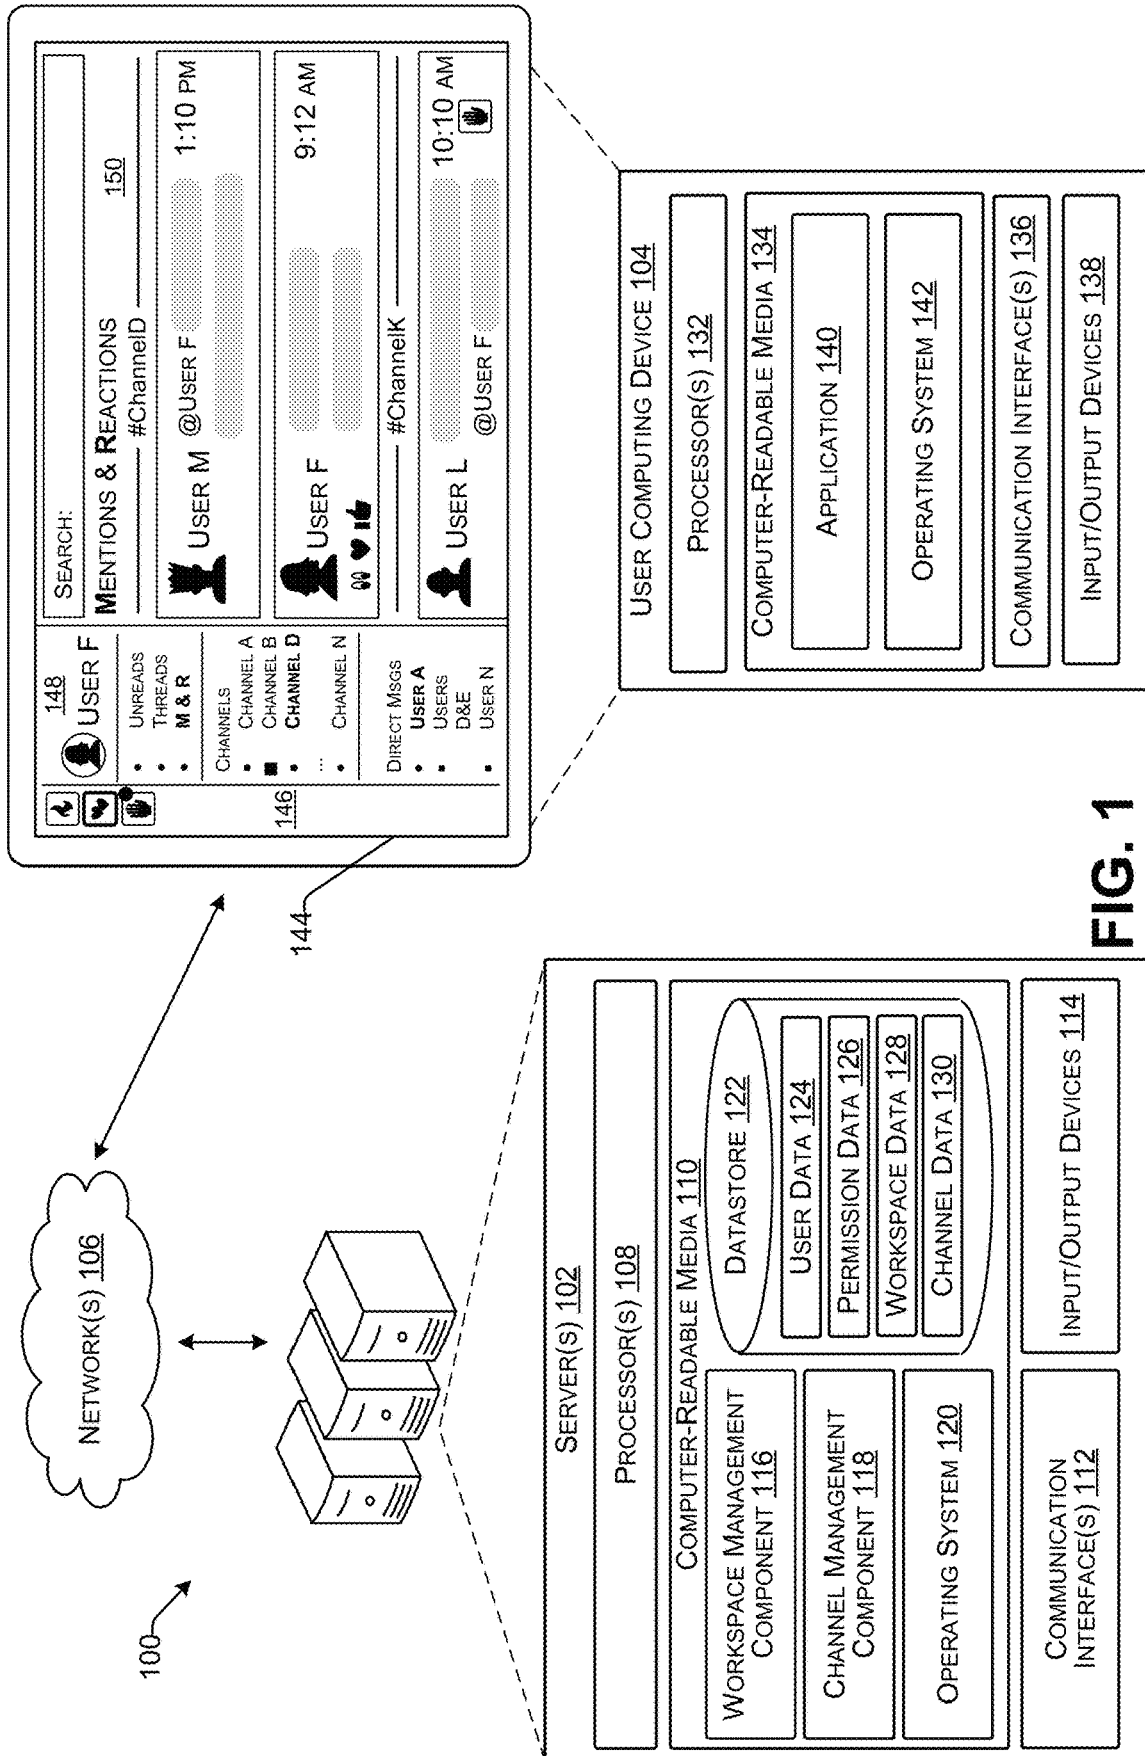 100
NETWORK(S) 106
144
148
USER F
UNREADS
THREADS
M & R
CHANNELS
CHANNEL A
CHANNEL B
CHANNEL D
...
CHANNEL N
DIRECT MSGS
USER A
USERS
D&E
USER N
146
SEARCH:
MENTIONS & REACTIONS
150
#ChannelD
USER M
@USER F
1:10 PM
USER F
9:12 AM
#ChannelK
USER L
10:10 AM
@USER F
SERVER(S) 102
PROCESSOR(S) 108
COMPUTER-READABLE MEDIA 110
WORKSPACE MANAGEMENT
COMPONENT 116
CHANNEL MANAGEMENT
COMPONENT 118
OPERATING SYSTEM 120
DATASTORE 122
USER DATA 124
PERMISSION DATA 126
WORKSPACE DATA 128
CHANNEL DATA 130
COMMUNICATION
INTERFACE(S) 112
INPUT/OUTPUT DEVICES 114
USER COMPUTING DEVICE 104
PROCESSOR(S) 132
COMPUTER-READABLE MEDIA 134
APPLICATION 140
OPERATING SYSTEM 142
COMMUNICATION INTERFACE(S) 136
INPUT/OUTPUT DEVICES 138
FIG. 1